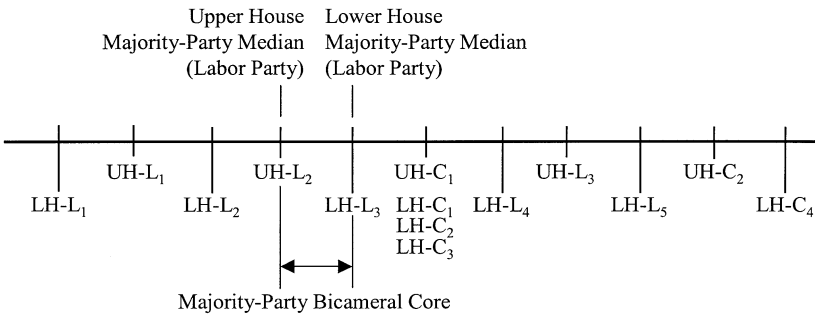 Upper House
Majority-Party Median
(Labor Party)
Lower House
Majority-Party Median
(Labor Party)
UH-L₁ UH-L₂ UH-C₁ UH-L₃ UH-C₂
LH-L₁ LH-L₂ LH-L₃ LH-C₁ LH-L₄ LH-L₅ LH-C₄
LH-C₂
LH-C₃
Majority-Party Bicameral Core